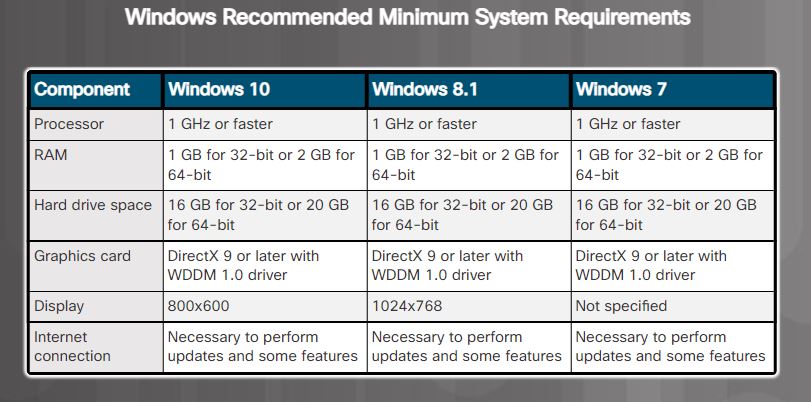 Windows Recommended Minimum System Requirements
Component Windows 10 Windows 8.1 Windows 7
Processor 1 GHz or faster 1 GHz or faster 1 GHz or faster
RAM 1 GB for 32-bit or 2 GB for 1 GB for 32-bit or 2 GB for 1 GB for 32-bit or 2 GB for
64-bit 64-bit 64-bit
Hard drive space 16 GB for 32-bit or 20 GB 16 GB for 32-bit or 20 GB 16 GB for 32-bit or 20 GB
for 64-bit for 64-bit for 64-bit
Graphics card DirectX 9 or later with DirectX 9 or later with DirectX 9 or later with
WDDM 1.0 driver WDDM 1.0 driver WDDM 1.0 driver
Display 800x600 1024x768 Not specified
Internet Necessary to perform Necessary to perform Necessary to perform
connection updates and some features updates and some features updates and some features